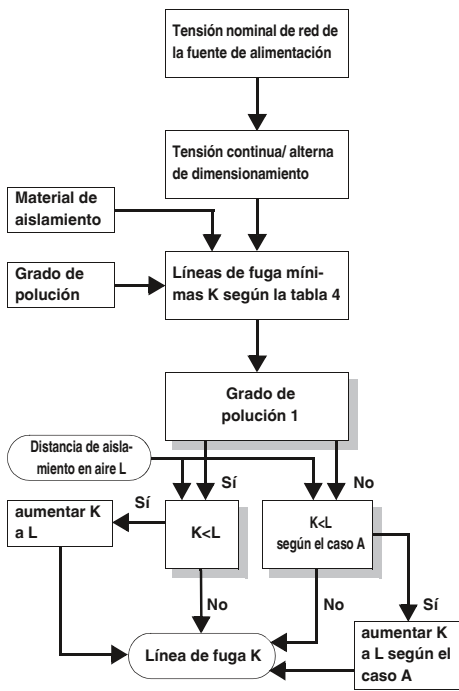 Tensión nominal de red de
la fuente de alimentación
Tensión continua/ alterna
de dimensionamiento
Material de
aislamiento
Grado de
polución
Líneas de fuga míni-
mas K según la tabla 4
Grado de
polución 1
Distancia de aisla-
miento en aire L
Sí
No
aumentar K
a L
Sí
K<L
K<L
según el caso A
No
No
Sí
Línea de fuga K
aumentar K
a L según el
caso A